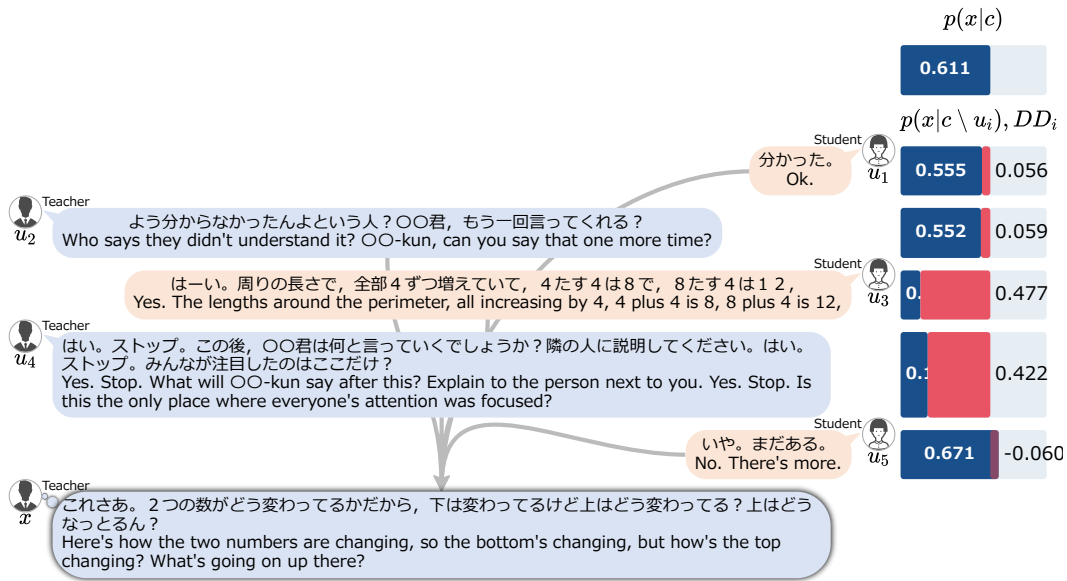 p(x|c)
0.611
p(x|c \ u_i), DD_i
Student
分かった。
Ok.
u_1
0.555
0.056
Teacher
u_2
よう分からなかったんよという人？〇〇君，もう一回言ってくれる？
Who says they didn't understand it? 〇〇-kun, can you say that one more time?
0.552
0.059
Student
はーい。周りの長さで，全部４ずつ増えていて，４たす４は８で，８たす４は１２，
Yes. The lengths around the perimeter, all increasing by 4, 4 plus 4 is 8, 8 plus 4 is 12,
u_3
0.
0.477
Teacher
u_4
はい。ストップ。この後，〇〇君は何と言っていくでしょうか？隣の人に説明してください。はい。
ストップ。みんなが注目したのはここだけ？
Yes. Stop. What will 〇〇-kun say after this? Explain to the person next to you. Yes. Stop. Is
this the only place where everyone's attention was focused?
0.422
Student
いや。まだある。
No. There's more.
u_5
0.671
-0.060
Teacher
x
これさあ。２つの数がどう変わってるかだから，下は変わってるけど上はどう変わってる？上はどう
なっとるん？
Here's how the two numbers are changing, so the bottom's changing, but how's the top
changing? What's going on up there?